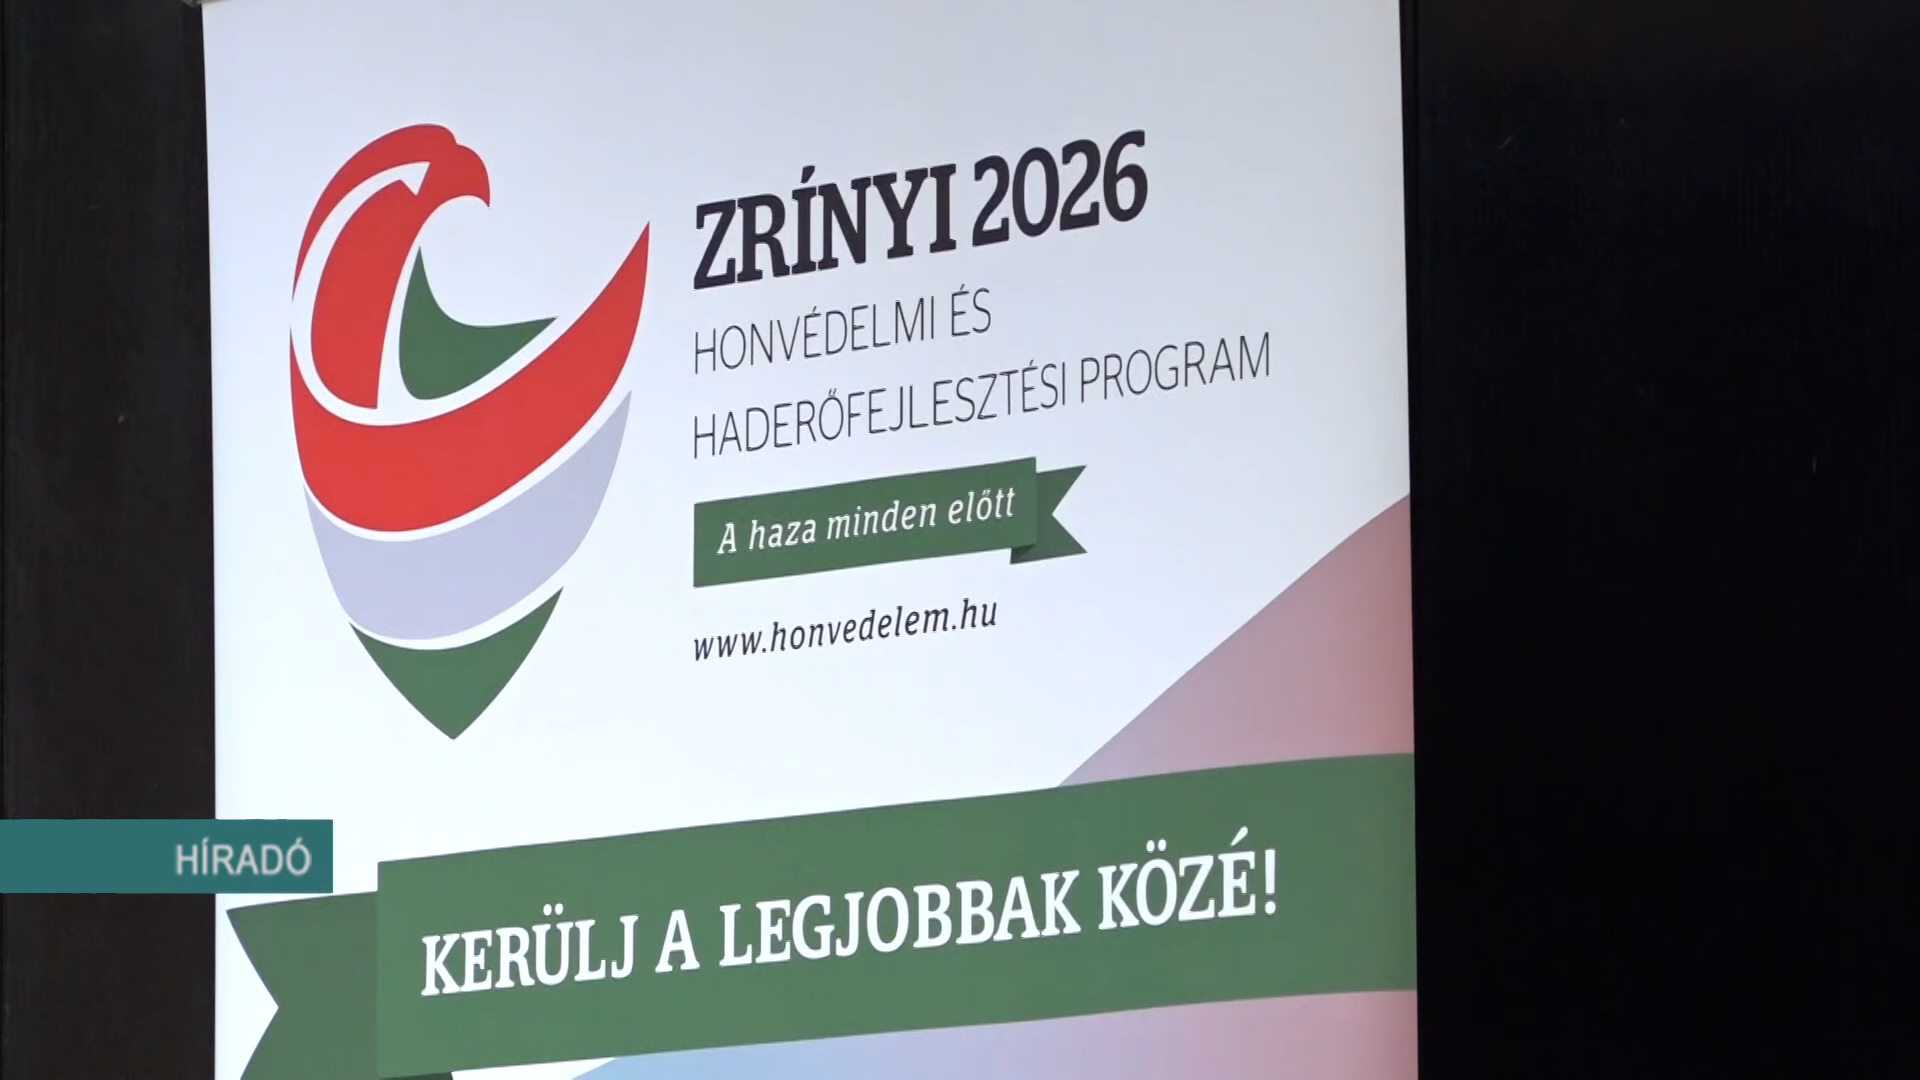 ZRÍNYI 2026
HONVÉDELMI ÉS
HADERŐFEJLESZTÉSI PROGRAM
A haza minden előtt
www.honvedelem.hu
HÍRADÓ
KERÜLJ A LEGJOBBAK KÖZÉ!